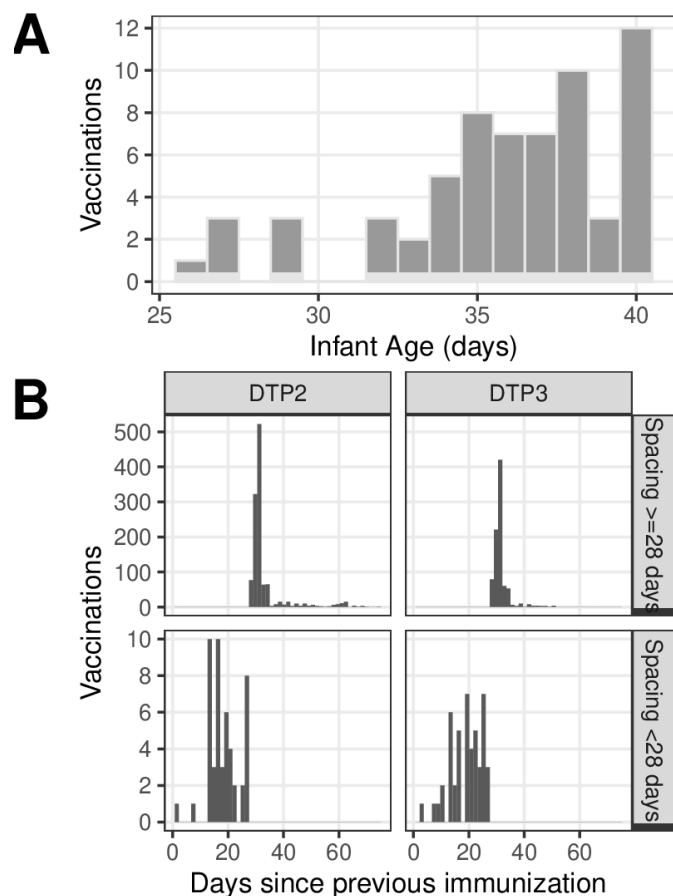 A
12
10
8
6
4
2
0
Vaccinations
25 30 35 40
Infant Age (days)
B
DTP2 DTP3
500
400
300
200
100
0
Spacing >=28 days
Vaccinations
10
8
6
4
2
0
Spacing <28 days
0 20 40 60 0 20 40 60
Days since previous immunization